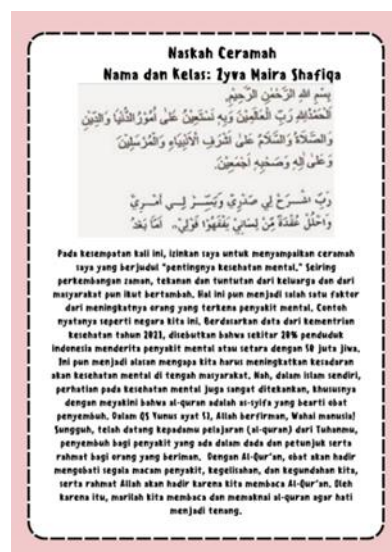 Naskah Ceramah
Nama dan Kelas: Zyva Naira Shafiqa
بِسْمِ اللهِ الرَّحْمٰنِ الرَّحِيْمِ.
اَلْحَمْدُلِلهِ رَبِّ الْعَالَمِيْنَ وَبِهِ نَسْتَعِيْنُ عَلَى أُمُوْرِ الدُّنْيَا وَالدِّيْنِ
وَالصَّلَاةُ وَالسَّلَامُ عَلَى أَشْرَفِ الْأَنْبِيَاءِ وَالْمُرْسَلِيْنَ
وَعَلَى اٰلِهِ وَصَحْبِهِ أَجْمَعِيْنَ.
رَبِّ اشْــرَحْ لِي صَدْرِيْ وَيَسِّــرْ لِــي أَمْــرِيْ
وَاحْلُلْ عُقْدَةً مِّنْ لِسَانِيْ يَفْقَهُوْا قَوْلِيْ.. أَمَّا بَعْدُ
Pada kesempatan kali ini, izinkan saya untuk menyampaikan ceramah
saya yang berjudul "pentingnya kesehatan mental." Seiring
perkembangan zaman, tekanan dan tuntutan dari keluarga dan dari
masyarakat pun ikut bertambah. Hal ini pun menjadi salah satu faktor
dari meningkatnya orang yang terkena penyakit mental. Contoh
nyatanya seperti negara kita ini. Berdasarkan data dari kementrian
kesehatan tahun 2021, disebutkan bahwa sekitar 20% penduduk
indonesia menderita penyakit mental atau setara dengan 50 juta jiwa.
Ini pun menjadi alasan mengapa kita harus meningkatkan kesadaran
akan kesehatan mental di tengah masyarakat. Nah, dalam islam sendiri,
perhatian pada kesehatan mental juga sangat ditekankan, khususnya
dengan meyakini bahwa al-quran adalah as-syifa yang bearti obat
penyembuh. Dalam QS Yunus ayat 57, Allah berfirman, Wahai manusia!
Sungguh, telah datang kepadamu pelajaran (al-quran) dari Tuhanmu,
penyembuh bagi penyakit yang ada dalam dada dan petunjuk serta
rahmat bagi orang yang beriman. Dengan Al-Qur'an, obat akan hadir
mengobati segala macam penyakit, kegelisahan, dan kegundahan kita,
serta rahmat Allah akan hadir karena kita membaca Al-Qur'an. Oleh
karena itu, marilah kita membaca dan memaknai al-quran agar hati
menjadi tenang.